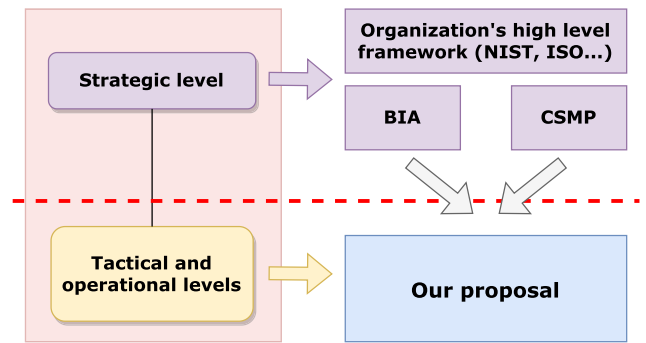 Strategic level
Organization's high level
framework (NIST, ISO...)
BIA
CSMP
Tactical and
operational levels
Our proposal